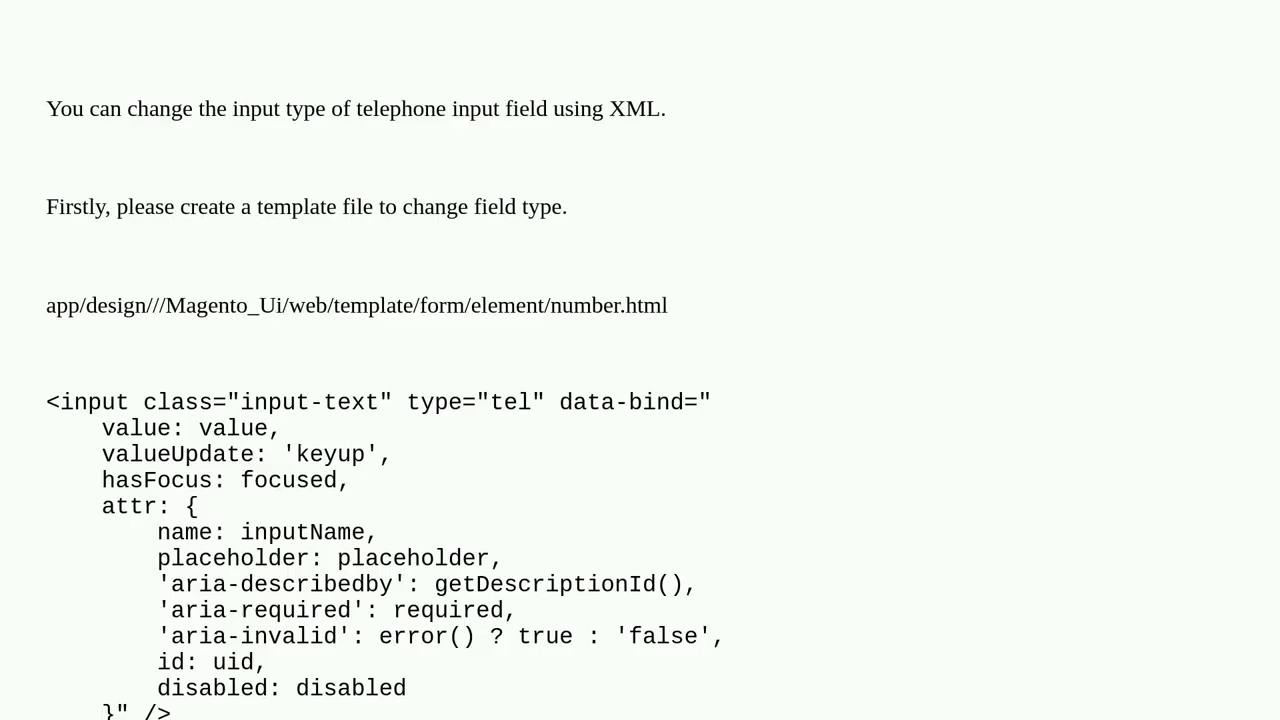 You can change the input type of telephone input field using XML.
Firstly, please create a template file to change field type.
app/design///Magento_Ui/web/template/form/element/number.html
<input class="input-text" type="tel" data-bind="
    value: value,
    valueUpdate: 'keyup',
    hasFocus: focused,
    attr: {
        name: inputName,
        placeholder: placeholder,
        'aria-describedby': getDescriptionId(),
        'aria-required': required,
        'aria-invalid': error() ? true : 'false',
        id: uid,
        disabled: disabled
    }" />